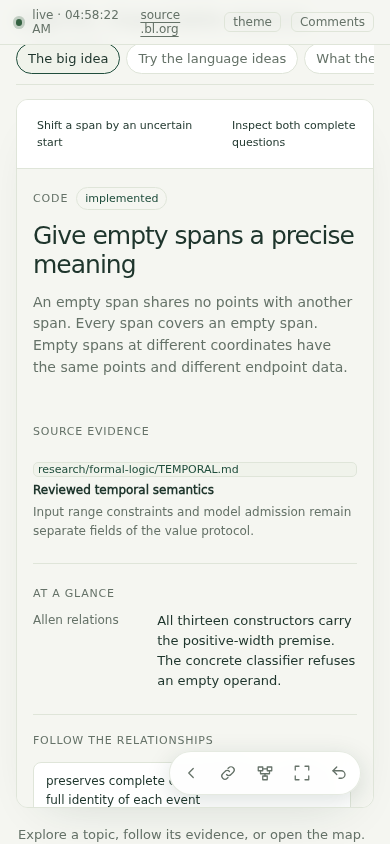 live · 04:58:22 AM
source .bl.org
theme
Comments
The big idea
Try the language ideas
What the
Shift a span by an uncertain
start
Inspect both complete
questions
CODE
implemented
Give empty spans a precise
meaning
An empty span shares no points with another
span. Every span covers an empty span.
Empty spans at different coordinates have
the same points and different endpoint data.
SOURCE EVIDENCE
research/formal-logic/TEMPORAL.md
Reviewed temporal semantics
Input range constraints and model admission remain
separate fields of the value protocol.
AT A GLANCE
Allen relations
All thirteen constructors carry
the positive-width premise.
The concrete classifier refuses
an empty operand.
FOLLOW THE RELATIONSHIPS
preserves complete
full identity of each event
Explore a topic, follow its evidence, or open the map.